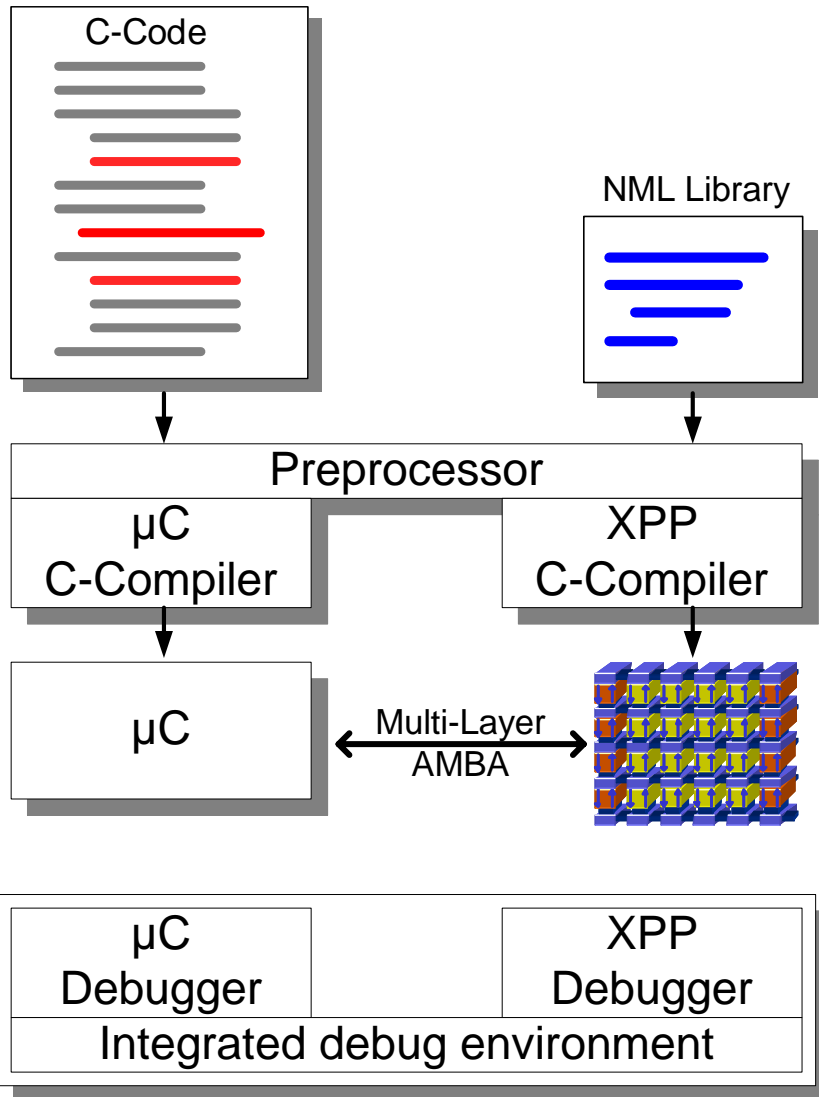 C-Code
NML Library
Preprocessor
µC
C-Compiler
XPP
C-Compiler
µC
Multi-Layer
AMBA
µC
Debugger
XPP
Debugger
Integrated debug environment